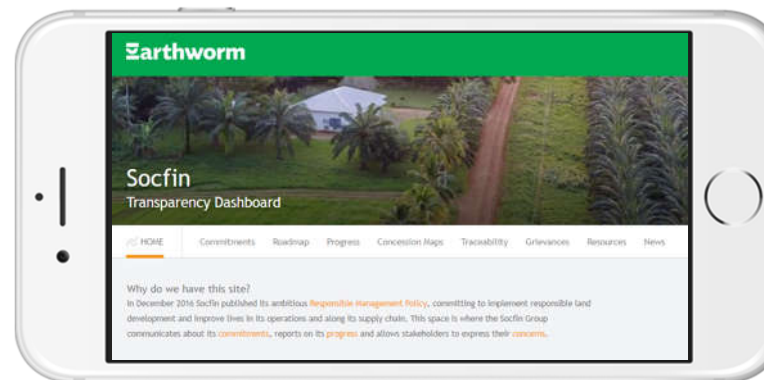 Earthworm
Socfin
Transparency Dashboard
HOME Commitments Roadmap Progress Concession Maps Traceability Grievances Resources News
Why do we have this site?
In December 2016 Socfin published its ambitious Responsible Management Policy, committing to implement responsible land
development and improve lives in its operations and along its supply chain. This space is where the Socfin Group
communicates about its commitments, reports on its progress and allows stakeholders to express their concerns.